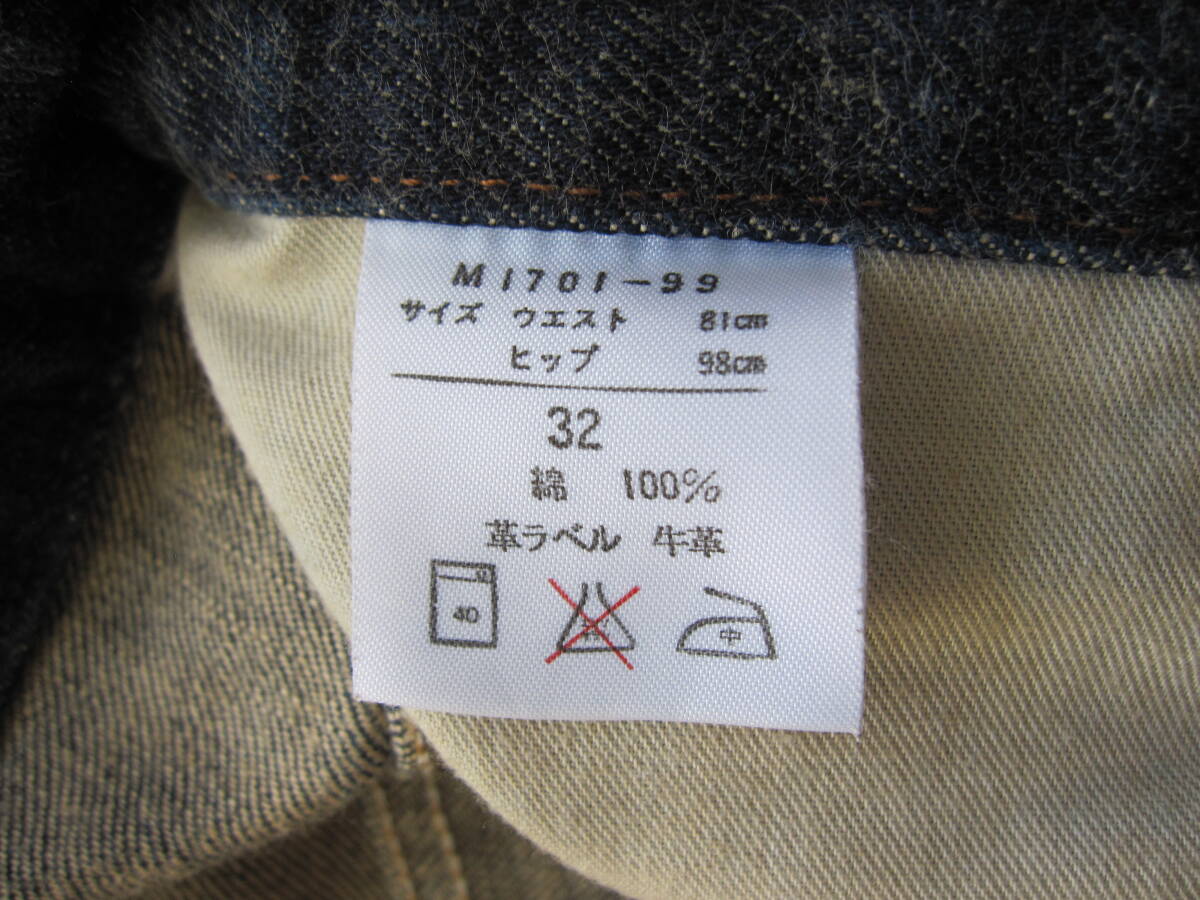 M1701-99
サイズ ウエスト 81cm
ヒップ 98cm
32
綿 100%
革ラベル 牛革
40 中